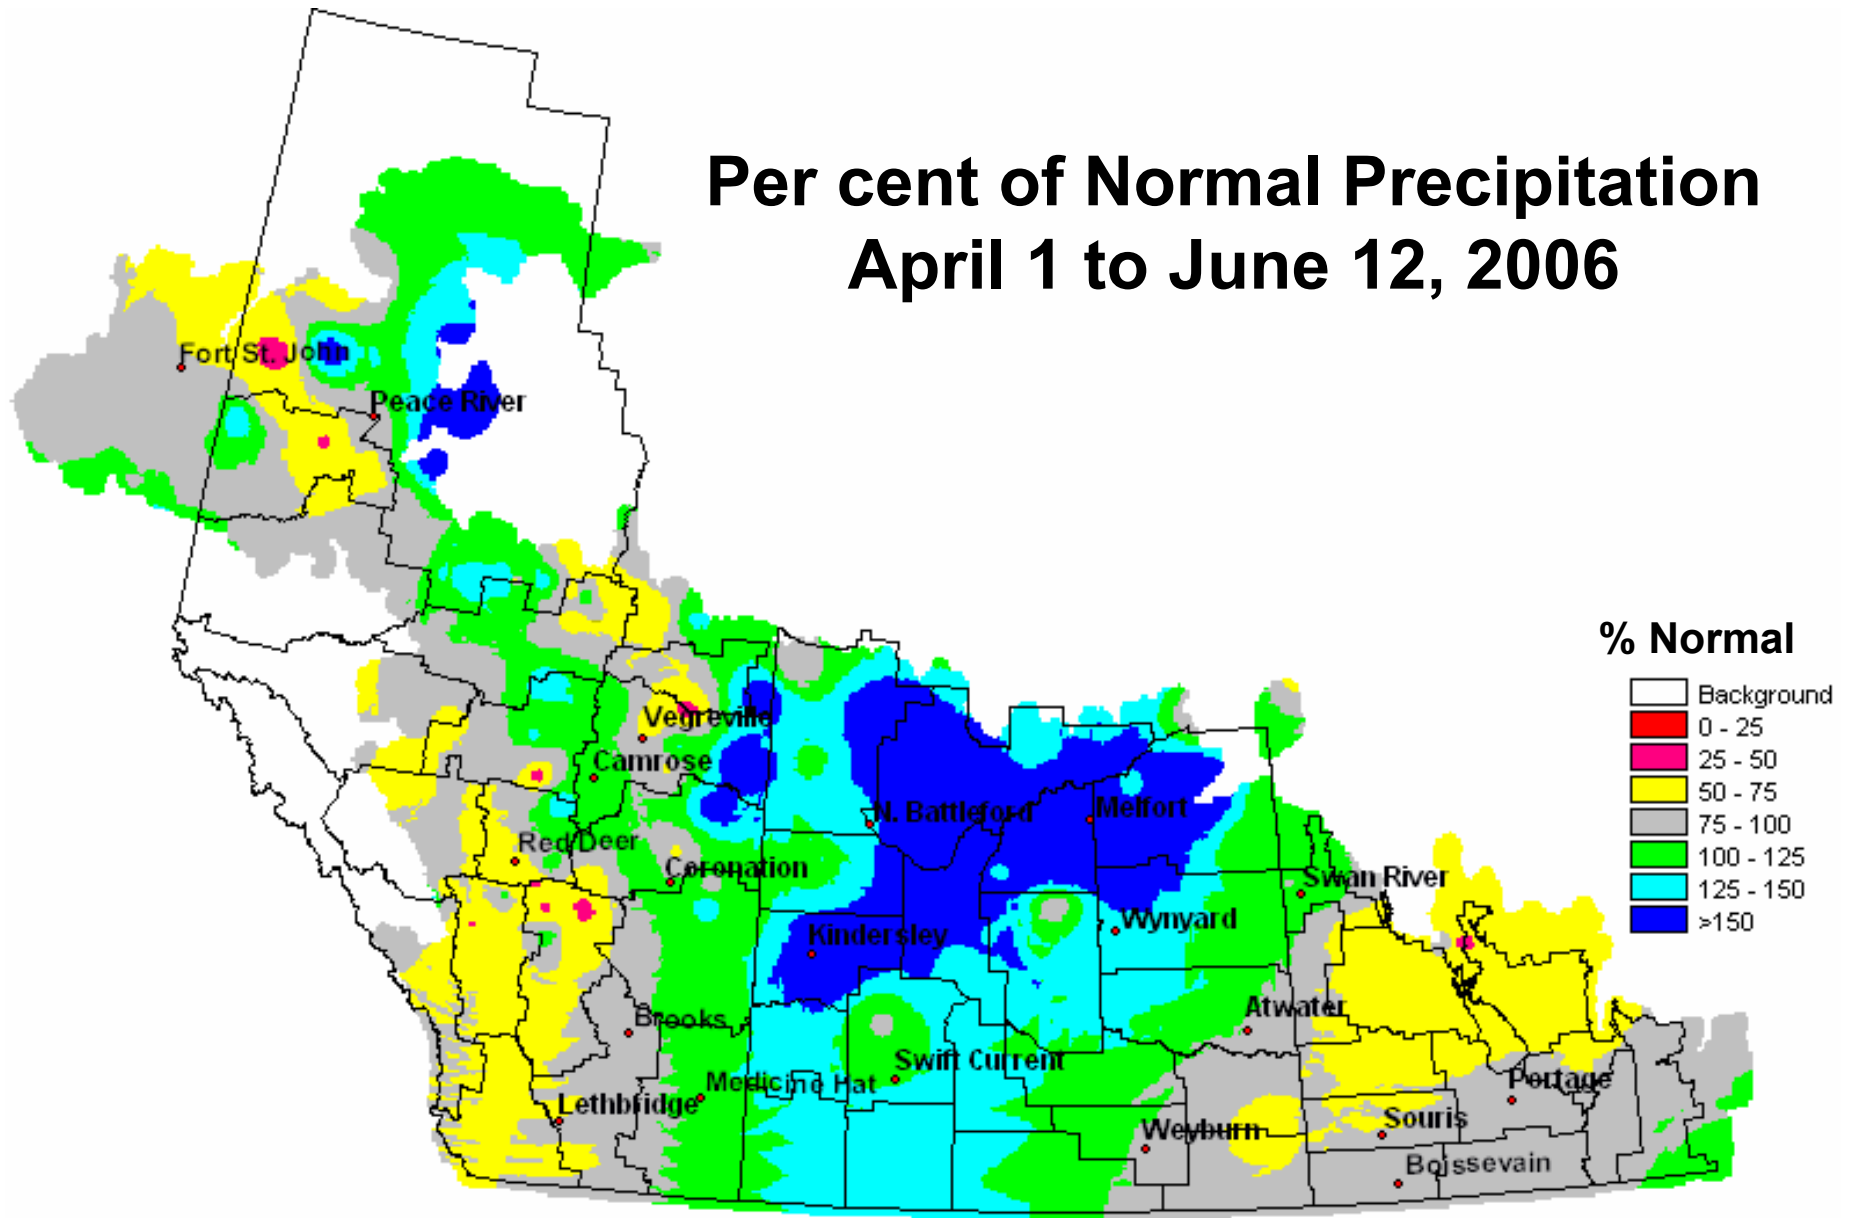 Per cent of Normal Precipitation
April 1 to June 12, 2006
Fort St. John
Peace River
% Normal
Background
0 - 25
25 - 50
50 - 75
75 - 100
100 - 125
125 - 150
>150
Vegreville
Camrose
N. Battleford
Melfort
Red Deer
Coronation
Swan River
Wynyard
Kindersley
Atwater
Brooks
Swift Current
Medicine Hat
Portage
Lethbridge
Souris
Weyburn
Boissevain